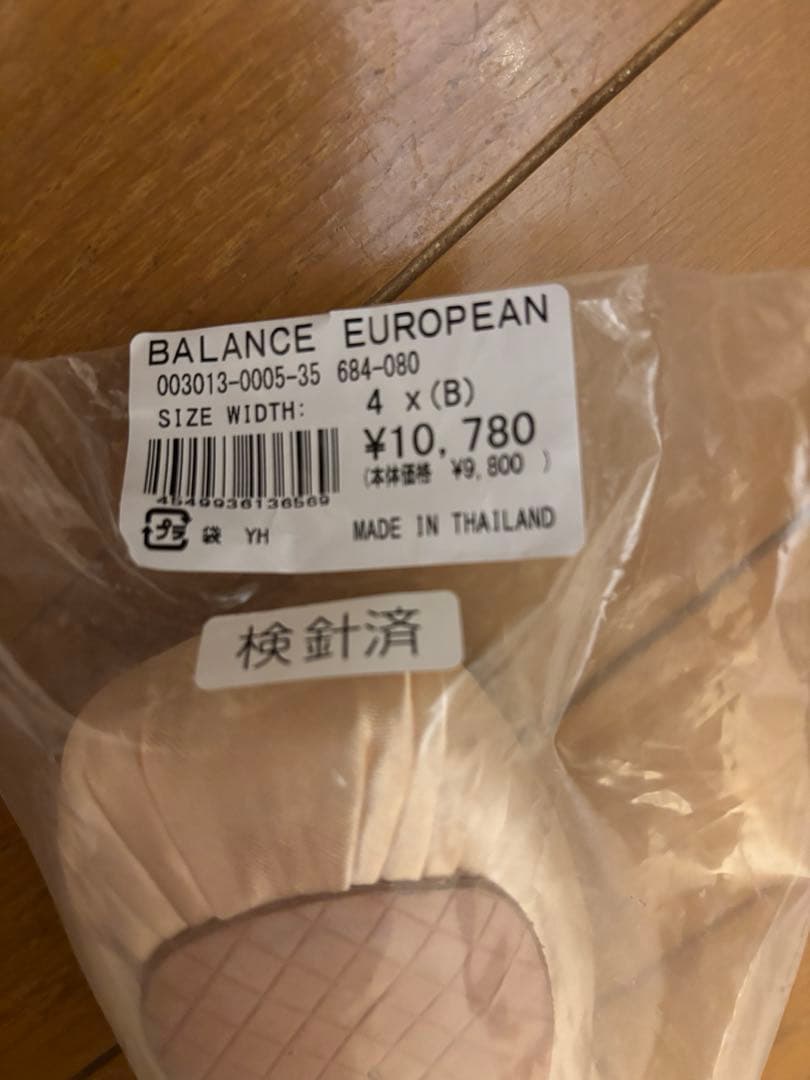 BALANCE EUROPEAN
003013-0005-35 684-080
SIZE WIDTH: 4 x(B)
¥10,780
(本体価格 ¥9,800 )
4549936136569
プラ 袋 YH MADE IN THAILAND
検針済